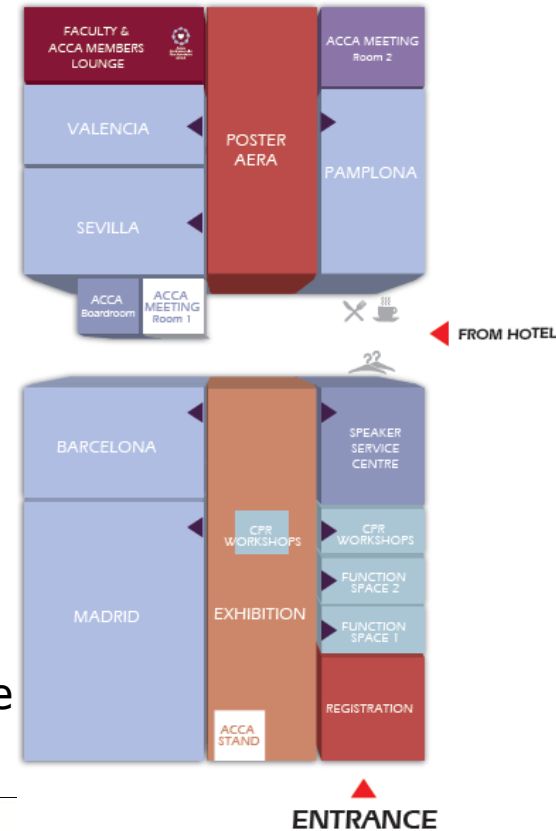 FACULTY &
ACCA MEMBERS
LOUNGE
ACCA MEETING
Room 2
VALENCIA
POSTER
AERA
PAMPLONA
SEVILLA
ACCA
Boardroom
ACCA
MEETING
Room 1
FROM HOTEL
BARCELONA
SPEAKER
SERVICE
CENTRE
CPR
WORKSHOPS
CPR
WORKSHOPS
FUNCTION
SPACE 2
MADRID
EXHIBITION
FUNCTION
SPACE 1
e
REGISTRATION
ACCA
STAND
ENTRANCE